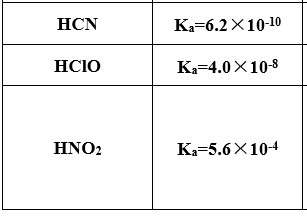 HCN Ka=6.2×10-10
HClO Ka=4.0×10-8
HNO2 Ka=5.6×10-4